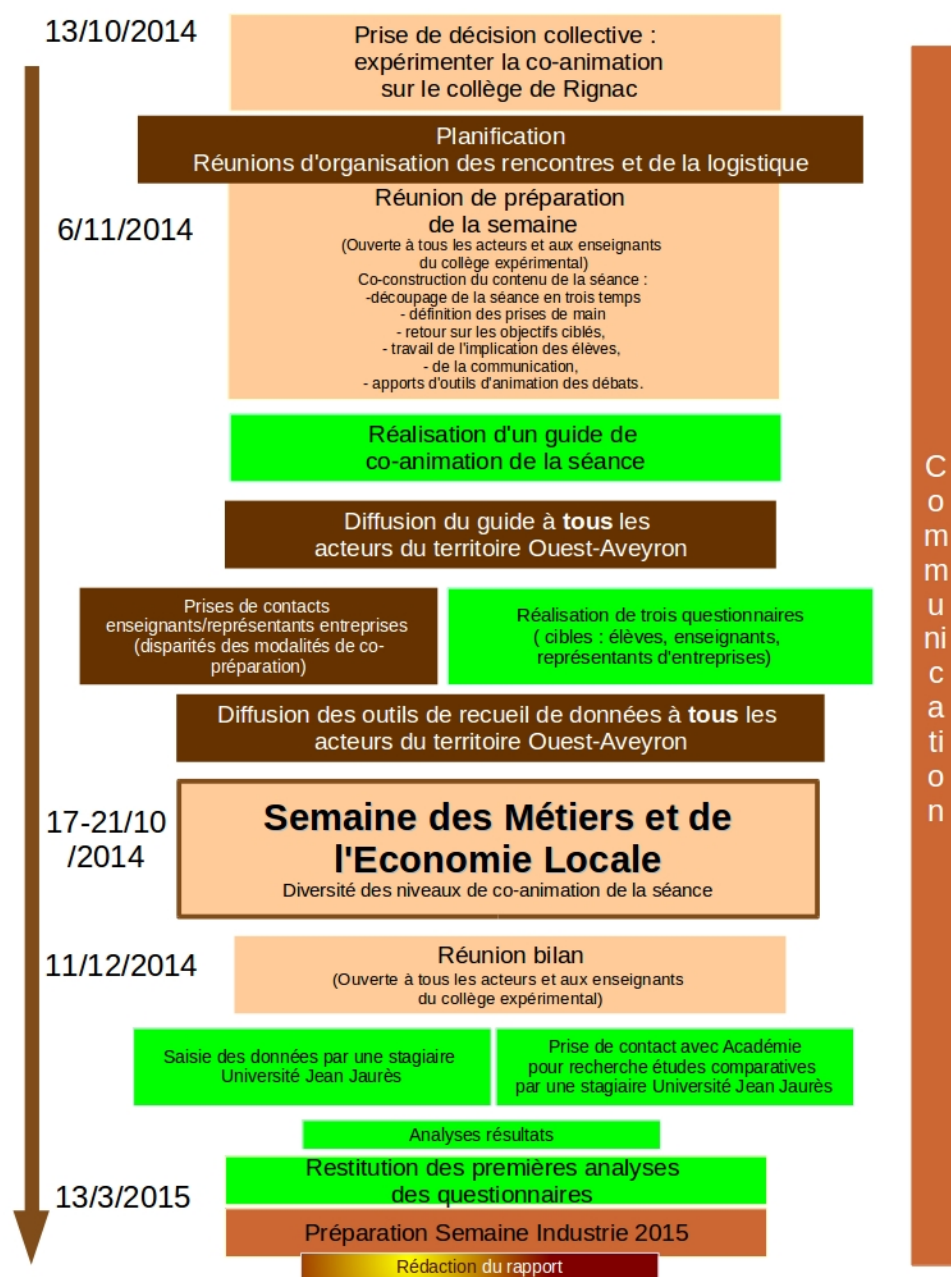 13/10/2014
Prise de décision collective :
expérimenter la co-animation
sur le collège de Rignac
Planification
Réunions d'organisation des rencontres et de la logistique
6/11/2014
Réunion de préparation
de la semaine
(Ouverte à tous les acteurs et aux enseignants
du collège expérimental)
Co-construction du contenu de la séance :
-découpage de la séance en trois temps
- définition des prises de main
- retour sur les objectifs ciblés,
- travail de l'implication des élèves,
- de la communication,
- apports d'outils d'animation des débats.
Réalisation d'un guide de
co-animation de la séance
Diffusion du guide à tous les
acteurs du territoire Ouest-Aveyron
Prises de contacts
enseignants/représentants entreprises
(disparités des modalités de co-
préparation)
Réalisation de trois questionnaires
( cibles : élèves, enseignants,
représentants d'entreprises)
Diffusion des outils de recueil de données à tous les
acteurs du territoire Ouest-Aveyron
17-21/10
/2014
Semaine des Métiers et de
l'Economie Locale
Diversité des niveaux de co-animation de la séance
11/12/2014
Réunion bilan
(Ouverte à tous les acteurs et aux enseignants
du collège expérimental)
Saisie des données par une stagiaire
Université Jean Jaurès
Prise de contact avec Académie
pour recherche études comparatives
par une stagiaire Université Jean Jaurès
Analyses résultats
13/3/2015
Restitution des premières analyses
des questionnaires
Préparation Semaine Industrie 2015
Rédaction du rapport
C
o
m
m
u
ni
c
a
ti
o
n